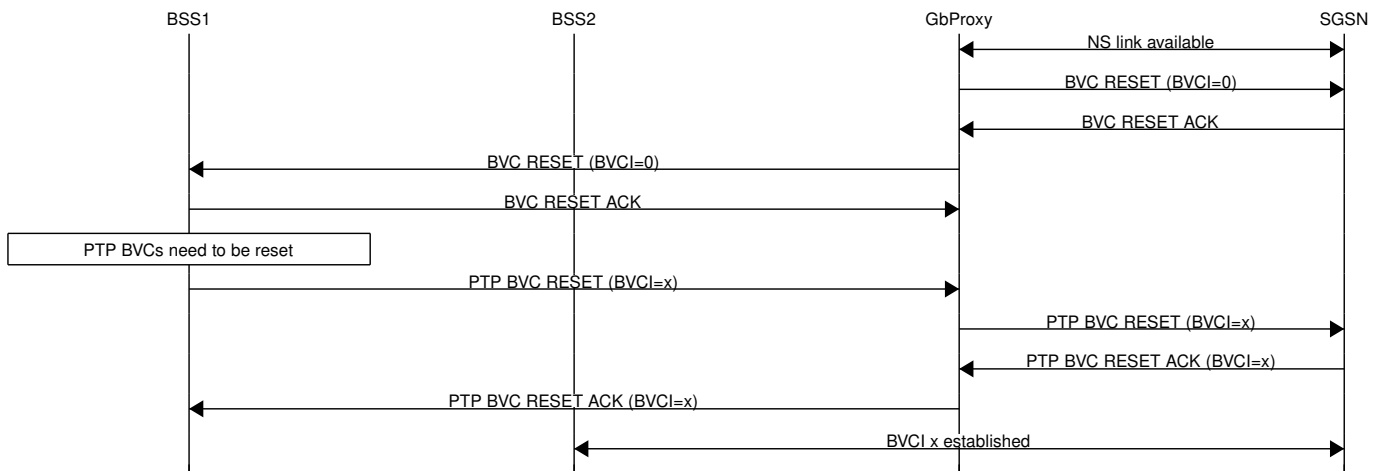 BSS1 BSS2 GbProxy SGSN
NS link available
BVC RESET (BVCI=0)
BVC RESET ACK
BVC RESET (BVCI=0)
BVC RESET ACK
PTP BVCs need to be reset
PTP BVC RESET (BVCI=x)
PTP BVC RESET (BVCI=x)
PTP BVC RESET ACK (BVCI=x)
PTP BVC RESET ACK (BVCI=x)
BVCI x established